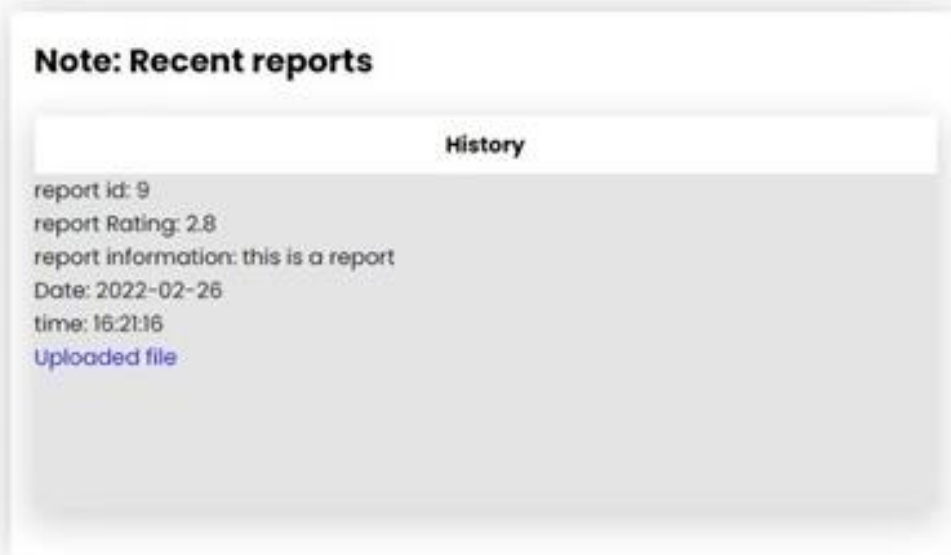 Note: Recent reports
History
report id: 9
report Rating: 2.8
report information: this is a report
Date: 2022-02-26
time: 16:21:16
Uploaded file